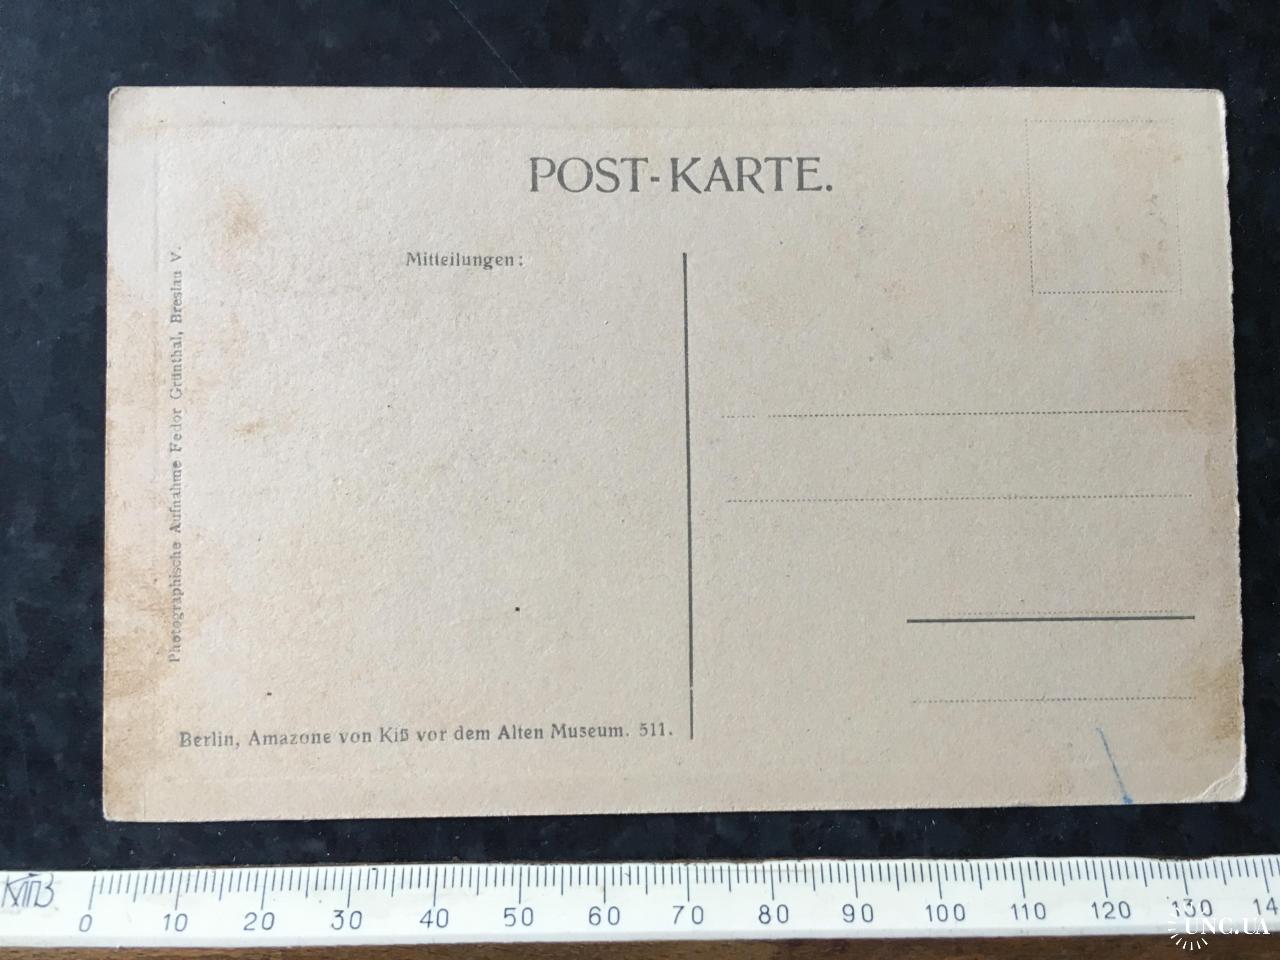 POST-KARTE.
Mitteilungen:
Photographische Aufnahme Fedor Grünthal, Breslau V.
Berlin, Amazone von Kiß vor dem Alten Museum. 511.
0 10 20 30 40 50 60 70 80 90 100 110 120 130 14
UNC.UA